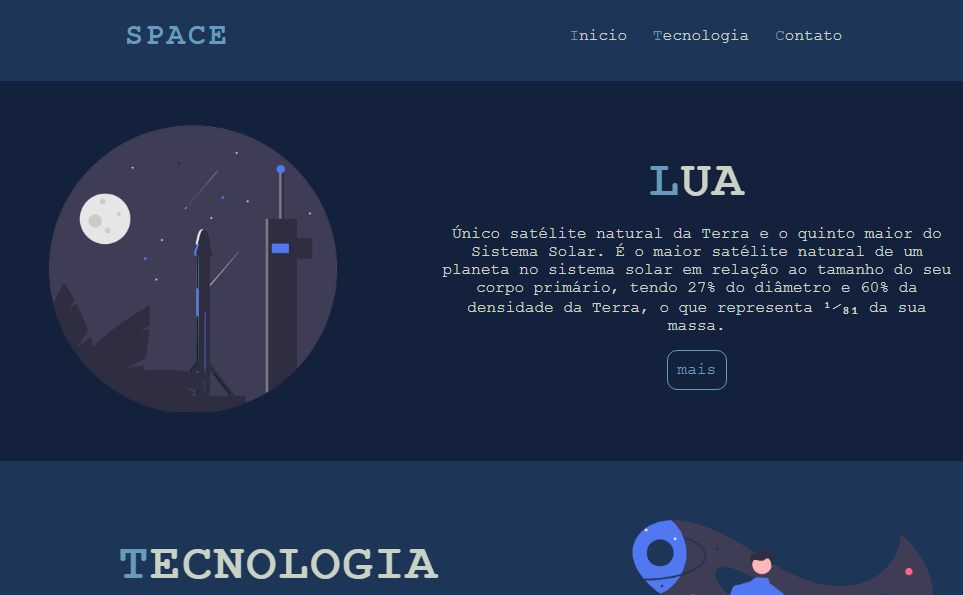 SPACE
Inicio Tecnologia Contato
LUA
Único satélite natural da Terra e o quinto maior do
Sistema Solar. É o maior satélite natural de um
planeta no sistema solar em relação ao tamanho do seu
corpo primário, tendo 27% do diâmetro e 60% da
densidade da Terra, o que representa ¹⁄₈₁ da sua
massa.
mais
TECNOLOGIA